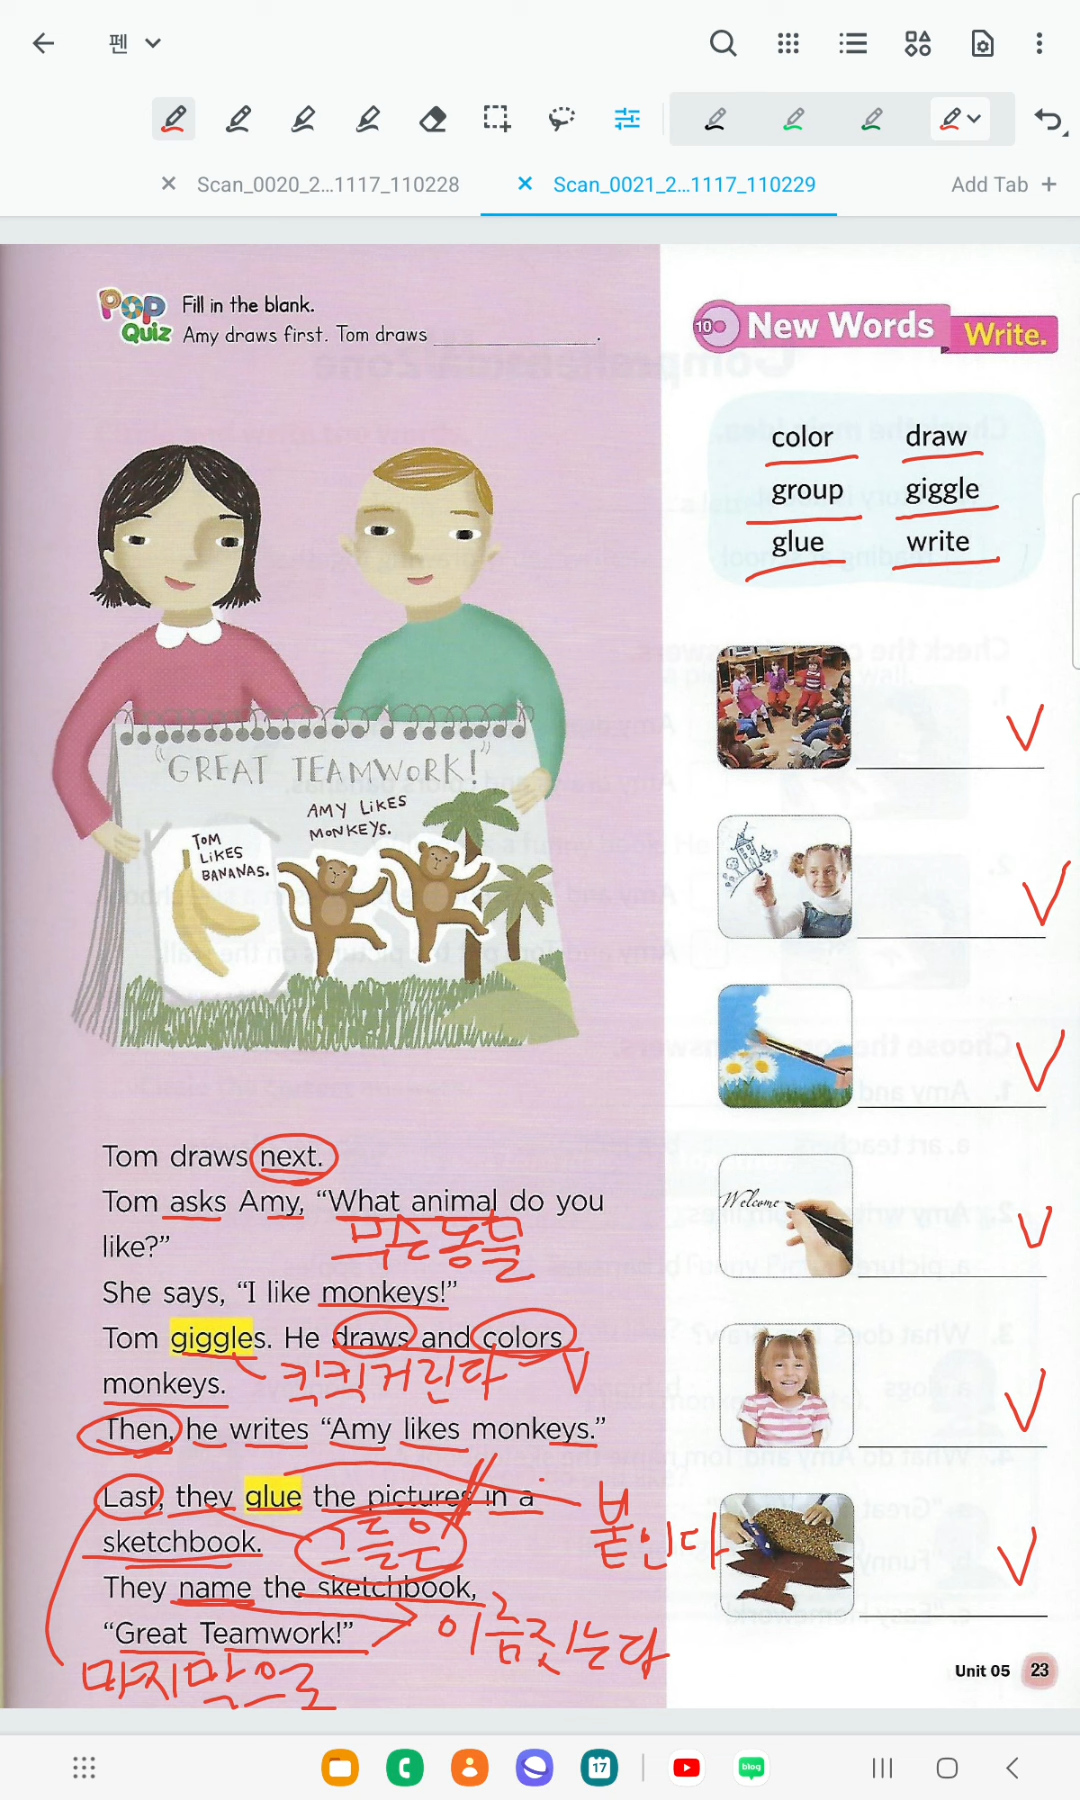 펜
Scan_0020_2...1117_110228
Scan_0021_2...1117_110229
Add Tab +
POP Quiz
Fill in the blank.
Amy draws first. Tom draws ____________.
"GREAT TEAMWORK!"
AMY LIKES
MONKEYS.
TOM
LIKES
BANANAS.
Tom draws next.
Tom asks Amy, “What animal do you
like?”
무슨 동물
She says, “I like monkeys!”
Tom giggles. He draws and colors
킥킥거린다
monkeys.
Then, he writes “Amy likes monkeys.”
Last, they glue the pictures in a
붙인다
sketchbook.
그들은
They name the sketchbook,
“Great Teamwork!”
이름짓는다
마지막으로
10 New Words Write.
color draw
group giggle
glue write
Welcome
Unit 05 23
17
blog